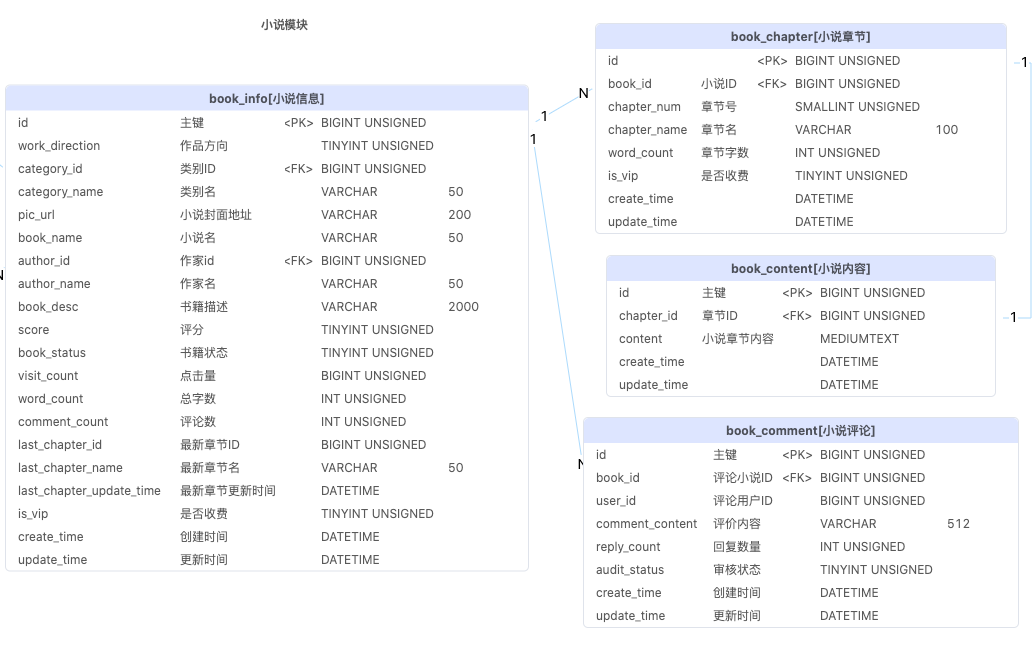 小说模块
book_info[小说信息]
id 主键 <PK> BIGINT UNSIGNED
work_direction 作品方向 TINYINT UNSIGNED
category_id 类别ID <FK> BIGINT UNSIGNED
category_name 类别名 VARCHAR 50
pic_url 小说封面地址 VARCHAR 200
book_name 小说名 VARCHAR 50
author_id 作家id <FK> BIGINT UNSIGNED
author_name 作家名 VARCHAR 50
book_desc 书籍描述 VARCHAR 2000
score 评分 TINYINT UNSIGNED
book_status 书籍状态 TINYINT UNSIGNED
visit_count 点击量 BIGINT UNSIGNED
word_count 总字数 INT UNSIGNED
comment_count 评论数 INT UNSIGNED
last_chapter_id 最新章节ID BIGINT UNSIGNED
last_chapter_name 最新章节名 VARCHAR 50
last_chapter_update_time 最新章节更新时间 DATETIME
is_vip 是否收费 TINYINT UNSIGNED
create_time 创建时间 DATETIME
update_time 更新时间 DATETIME
N
1
N
1
N
book_chapter[小说章节]
id <PK> BIGINT UNSIGNED
book_id 小说ID <FK> BIGINT UNSIGNED
chapter_num 章节号 SMALLINT UNSIGNED
chapter_name 章节名 VARCHAR 100
word_count 章节字数 INT UNSIGNED
is_vip 是否收费 TINYINT UNSIGNED
create_time DATETIME
update_time DATETIME
1
book_content[小说内容]
id 主键 <PK> BIGINT UNSIGNED
chapter_id 章节ID <FK> BIGINT UNSIGNED
content 小说章节内容 MEDIUMTEXT
create_time DATETIME
update_time DATETIME
1
book_comment[小说评论]
id 主键 <PK> BIGINT UNSIGNED
book_id 评论小说ID <FK> BIGINT UNSIGNED
user_id 评论用户ID BIGINT UNSIGNED
comment_content 评价内容 VARCHAR 512
reply_count 回复数量 INT UNSIGNED
audit_status 审核状态 TINYINT UNSIGNED
create_time 创建时间 DATETIME
update_time 更新时间 DATETIME